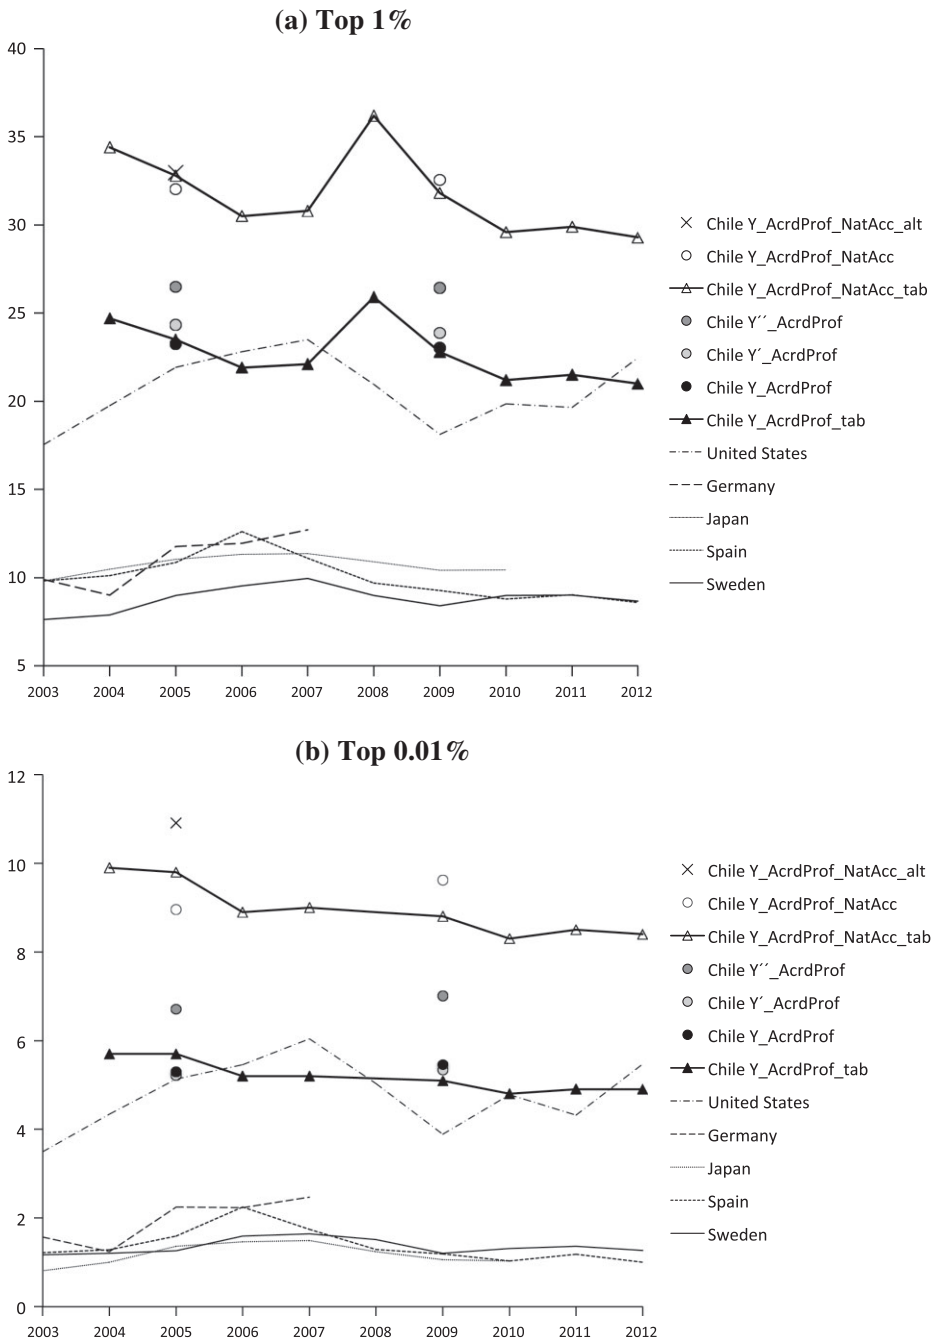 (a) Top 1%
40
35
30
25
20
15
10
5
2003 2004 2005 2006 2007 2008 2009 2010 2011 2012
Chile Y_AcrdProf_NatAcc_alt
Chile Y_AcrdProf_NatAcc
Chile Y_AcrdProf_NatAcc_tab
Chile Y´´_AcrdProf
Chile Y´_AcrdProf
Chile Y_AcrdProf
Chile Y_AcrdProf_tab
United States
Germany
Japan
Spain
Sweden
(b) Top 0.01%
12
10
8
6
4
2
0
2003 2004 2005 2006 2007 2008 2009 2010 2011 2012
Chile Y_AcrdProf_NatAcc_alt
Chile Y_AcrdProf_NatAcc
Chile Y_AcrdProf_NatAcc_tab
Chile Y´´_AcrdProf
Chile Y´_AcrdProf
Chile Y_AcrdProf
Chile Y_AcrdProf_tab
United States
Germany
Japan
Spain
Sweden